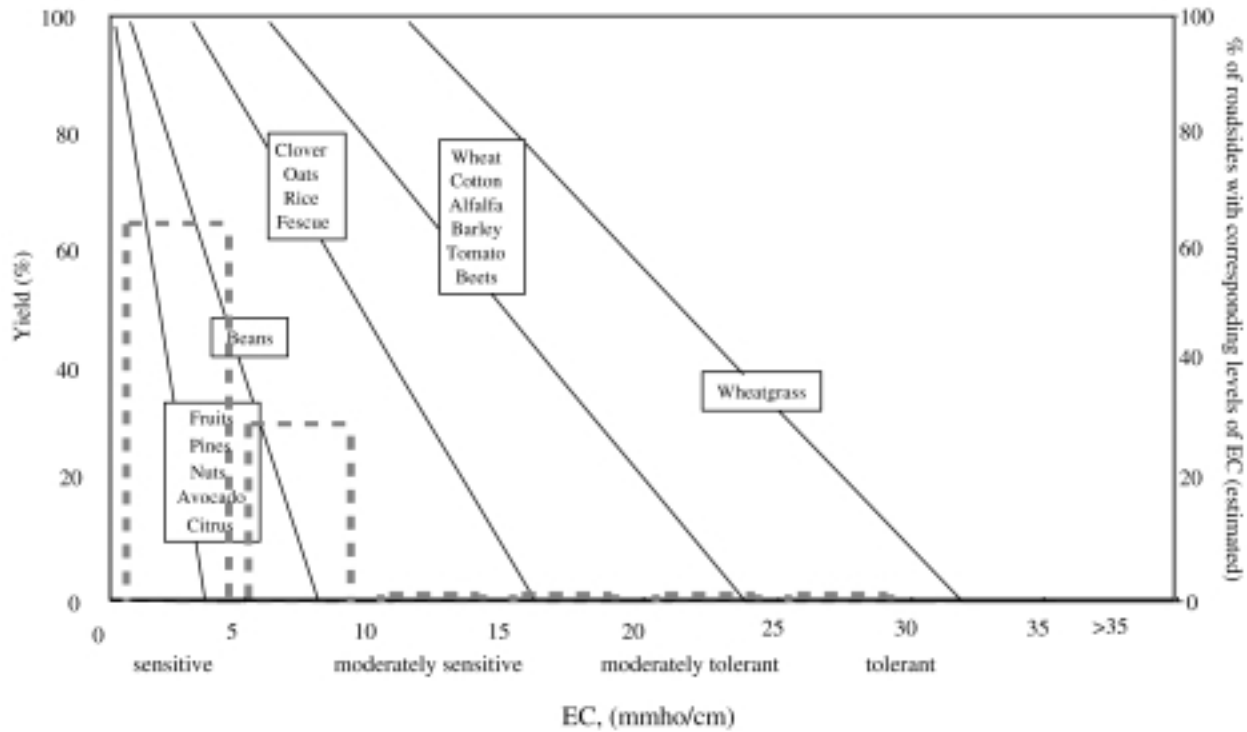 100
80
60
40
20
0
Yield (%)
Clover
Oats
Rice
Fescue
Wheat
Cotton
Alfalfa
Barley
Tomato
Beets
Beans
Wheatgrass
Fruits
Pines
Nuts
Avocado
Citrus
100
80
60
40
20
0
% of roadsides with corresponding levels of EC (estimated)
0 5 10 15 20 25 30 35 >35
sensitive moderately sensitive moderately tolerant tolerant
EC, (mmho/cm)